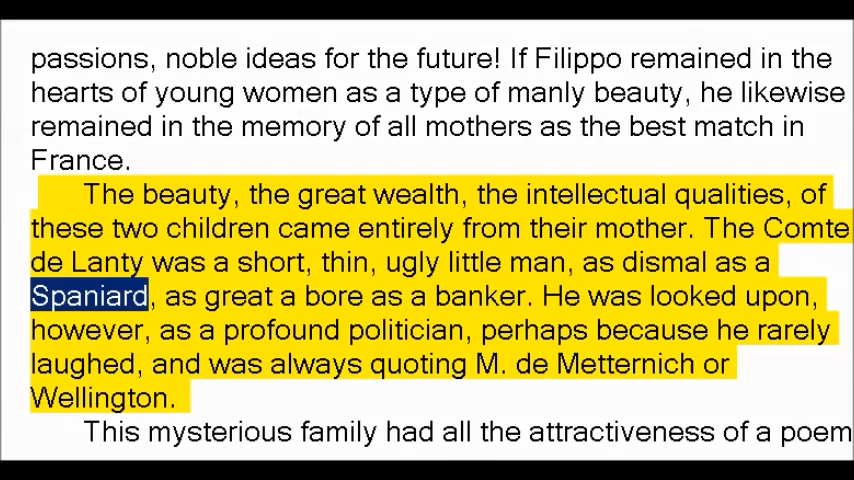 passions, noble ideas for the future! If Filippo remained in the
hearts of young women as a type of manly beauty, he likewise
remained in the memory of all mothers as the best match in
France.
The beauty, the great wealth, the intellectual qualities, of
these two children came entirely from their mother. The Comte
de Lanty was a short, thin, ugly little man, as dismal as a
Spaniard, as great a bore as a banker. He was looked upon,
however, as a profound politician, perhaps because he rarely
laughed, and was always quoting M. de Metternich or
Wellington.
This mysterious family had all the attractiveness of a poem